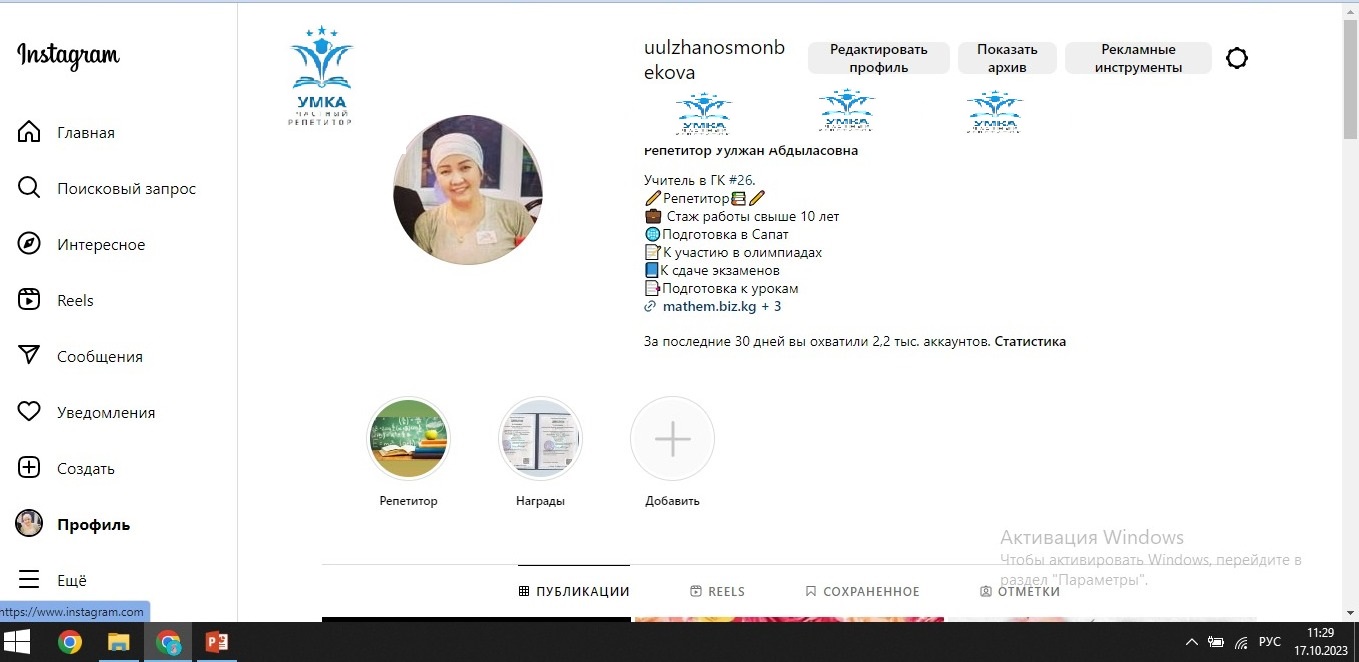 Instagram
Главная
Поисковый запрос
Интересное
Reels
Сообщения
Уведомления
Создать
Профиль
Ещё
https://www.instagram.com
УМКА
ЧАСТНЫЙ
РЕПЕТИТОР
uulzhanosmonb
ekova
Редактировать
профиль
Показать
архив
Рекламные
инструменты
УМКА
УМКА
УМКА
Репетитор Уулжан Абдыласовна
Учитель в ГК #26.
Репетитор
Стаж работы свыше 10 лет
Подготовка в Сапат
К участию в олимпиадах
К сдаче экзаменов
Подготовка к урокам
mathem.biz.kg + 3
За последние 30 дней вы охватили 2,2 тыс. аккаунтов. Статистика
Репетитор
Награды
Добавить
Активация Windows
Чтобы активировать Windows, перейдите в
раздел "Параметры".
ПУБЛИКАЦИИ
REELS
СОХРАНЕННОЕ
ОТМЕТКИ
РУС
11:29
17.10.2023